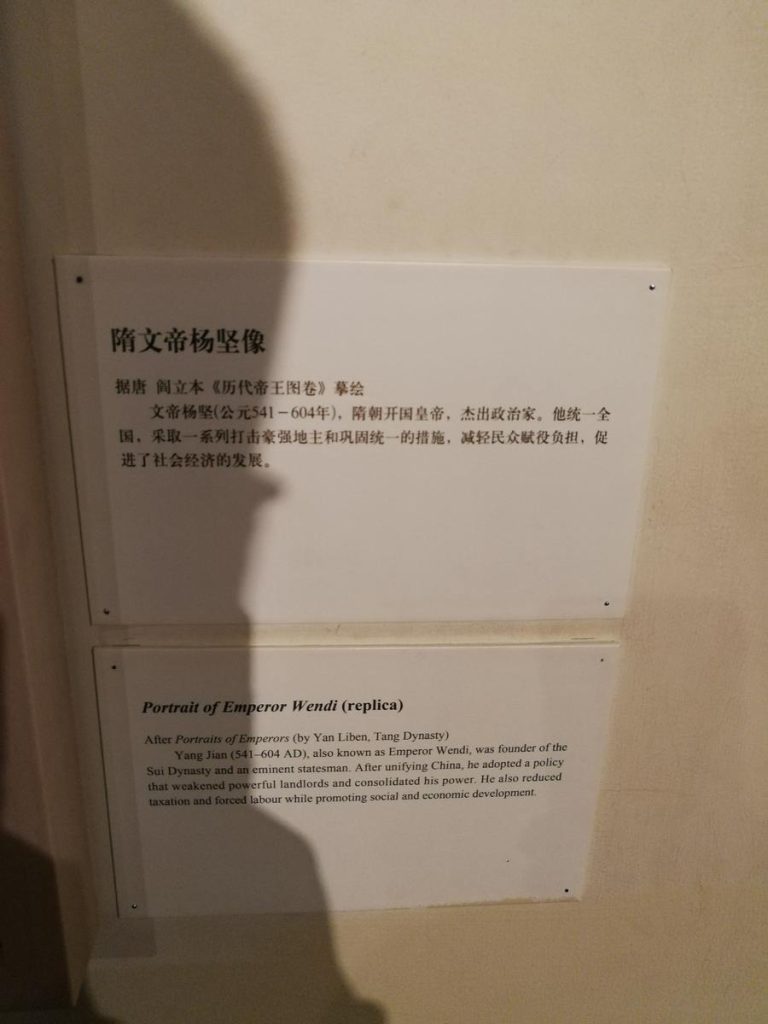 隋文帝杨坚像
据唐 阎立本《历代帝王图卷》摹绘
文帝杨坚(公元541－604年)，隋朝开国皇帝，杰出政治家。他统一全
国，采取一系列打击豪强地主和巩固统一的措施，减轻民众赋役负担，促
进了社会经济的发展。
Portrait of Emperor Wendi (replica)
After Portraits of Emperors (by Yan Liben, Tang Dynasty)
Yang Jian (541–604 AD), also known as Emperor Wendi, was founder of the
Sui Dynasty and an eminent statesman. After unifying China, he adopted a policy
that weakened powerful landlords and consolidated his power. He also reduced
taxation and forced labour while promoting social and economic development.